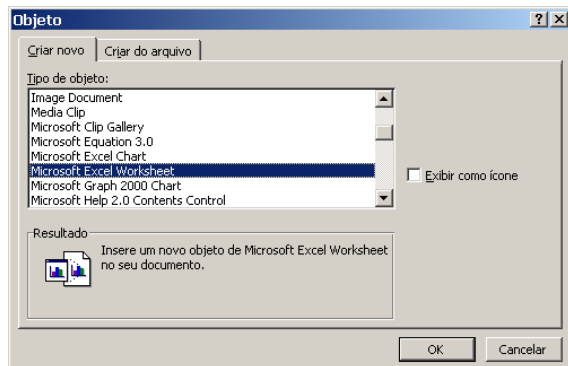 Objeto
Criar novo
Criar do arquivo
Tipo de objeto:
Image Document
Media Clip
Microsoft Clip Gallery
Microsoft Equation 3.0
Microsoft Excel Chart
Microsoft Excel Worksheet
Microsoft Graph 2000 Chart
Microsoft Help 2.0 Contents Control
Exibir como ícone
Resultado
Insere um novo objeto de Microsoft Excel Worksheet
no seu documento.
OK
Cancelar